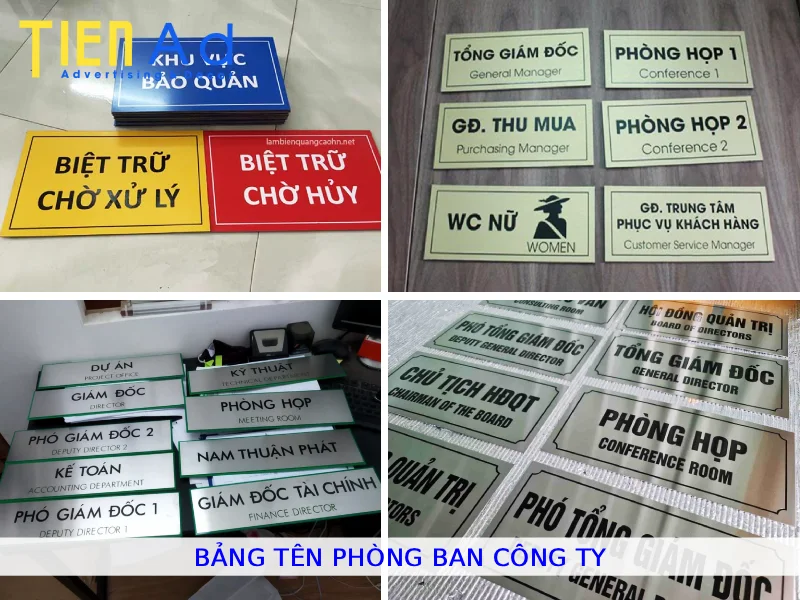 TIEN Ad
Advertising
KHU VỰC
BẢO QUẢN
lambienquangcaohn.net
BIỆT TRỮ
CHỜ XỬ LÝ
BIỆT TRỮ
CHỜ HỦY
TỔNG GIÁM ĐỐC
General Manager
PHÒNG HỌP 1
Conference 1
GĐ. THU MUA
Purchasing Manager
PHÒNG HỌP 2
Conference 2
WC NỮ
WOMEN
GĐ. TRUNG TÂM
PHỤC VỤ KHÁCH HÀNG
Customer Service Manager
DỰ ÁN
PROJECT OFFICE
KỸ THUẬT
TECHNICAL DEPARTMENT
GIÁM ĐỐC
DIRECTOR
PHÒNG HỌP
MEETING ROOM
PHÓ GIÁM ĐỐC 2
DEPUTY DIRECTOR 2
NAM THUẬN PHÁT
KẾ TOÁN
ACCOUNTING DEPARTMENT
GIÁM ĐỐC TÀI CHÍNH
FINANCE DIRECTOR
PHÓ GIÁM ĐỐC 1
DEPUTY DIRECTOR 1
CONSULTING ROOM
HỘI ĐỒNG QUẢN TRỊ
BOARD OF DIRECTORS
PHÓ TỔNG GIÁM ĐỐC
DEPUTY GENERAL DIRECTOR
TỔNG GIÁM ĐỐC
GENERAL DIRECTOR
CHỦ TỊCH HĐQT
CHAIRMAN OF THE BOARD
PHÒNG HỌP
CONFERENCE ROOM
QUẢN TRỊ
PHÓ TỔNG GIÁM ĐỐC
GENERAL DIRECTOR
BẢNG TÊN PHÒNG BAN CÔNG TY